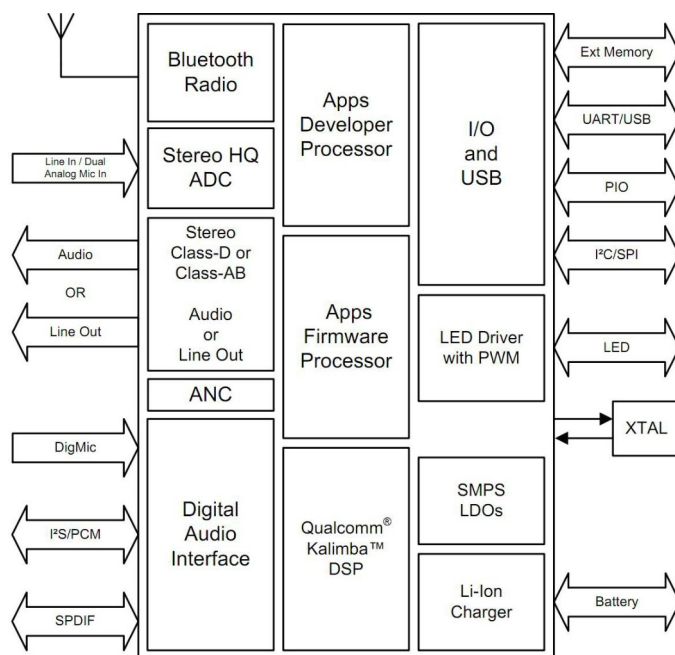 Bluetooth
Radio
Stereo HQ
ADC
Stereo
Class-D or
Class-AB
Audio
or
Line Out
ANC
Digital
Audio
Interface
Apps
Developer
Processor
Apps
Firmware
Processor
Qualcomm®
Kalimba™
DSP
I/O
and
USB
LED Driver
with PWM
SMPS
LDOs
Li-Ion
Charger
Line In / Dual
Analog Mic In
Audio
OR
Line Out
DigMic
I²S/PCM
SPDIF
Ext Memory
UART/USB
PIO
I²C/SPI
LED
XTAL
Battery